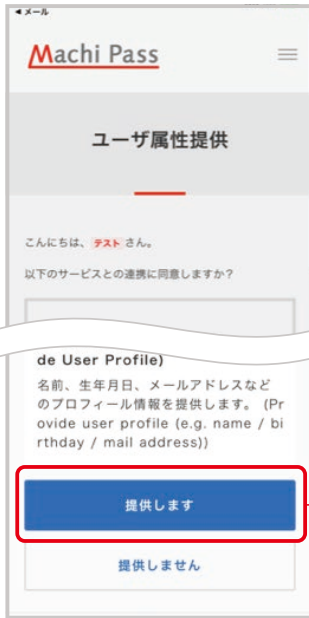 ◀メール
Machi Pass
ユーザ属性提供
こんにちは、テスト さん。
以下のサービスとの連携に同意しますか？
de User Profile)
名前、生年月日、メールアドレスなど
のプロフィール情報を提供します。 (Pr
ovide user profile (e.g. name / bi
rthday / mail address))
提供します
提供しません